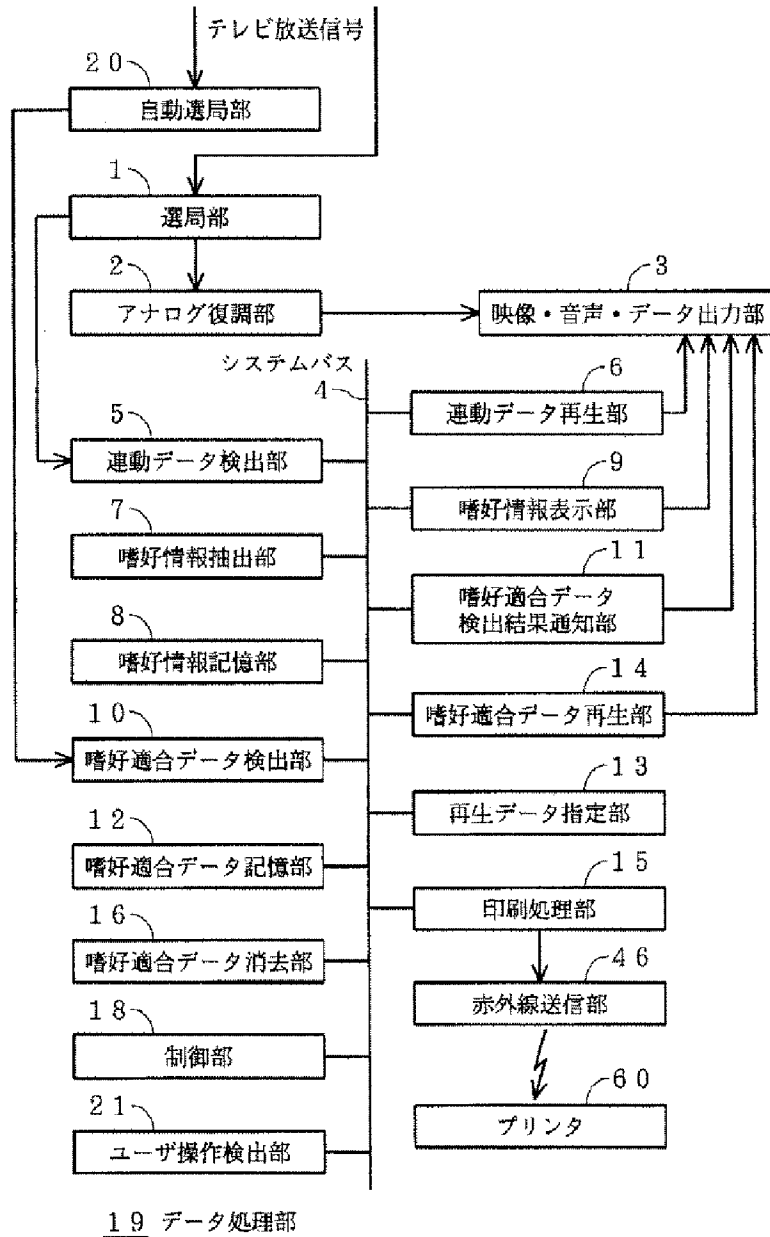 テレビ放送信号
20
自動選局部
1
選局部
2
アナログ復調部
3
映像・音声・データ出力部
システムバス
4
5
連動データ検出部
6
連動データ再生部
7
嗜好情報抽出部
9
嗜好情報表示部
8
嗜好情報記憶部
11
嗜好適合データ
検出結果通知部
10
嗜好適合データ検出部
14
嗜好適合データ再生部
12
嗜好適合データ記憶部
13
再生データ指定部
16
嗜好適合データ消去部
15
印刷処理部
18
制御部
46
赤外線送信部
21
ユーザ操作検出部
60
プリンタ
19 データ処理部